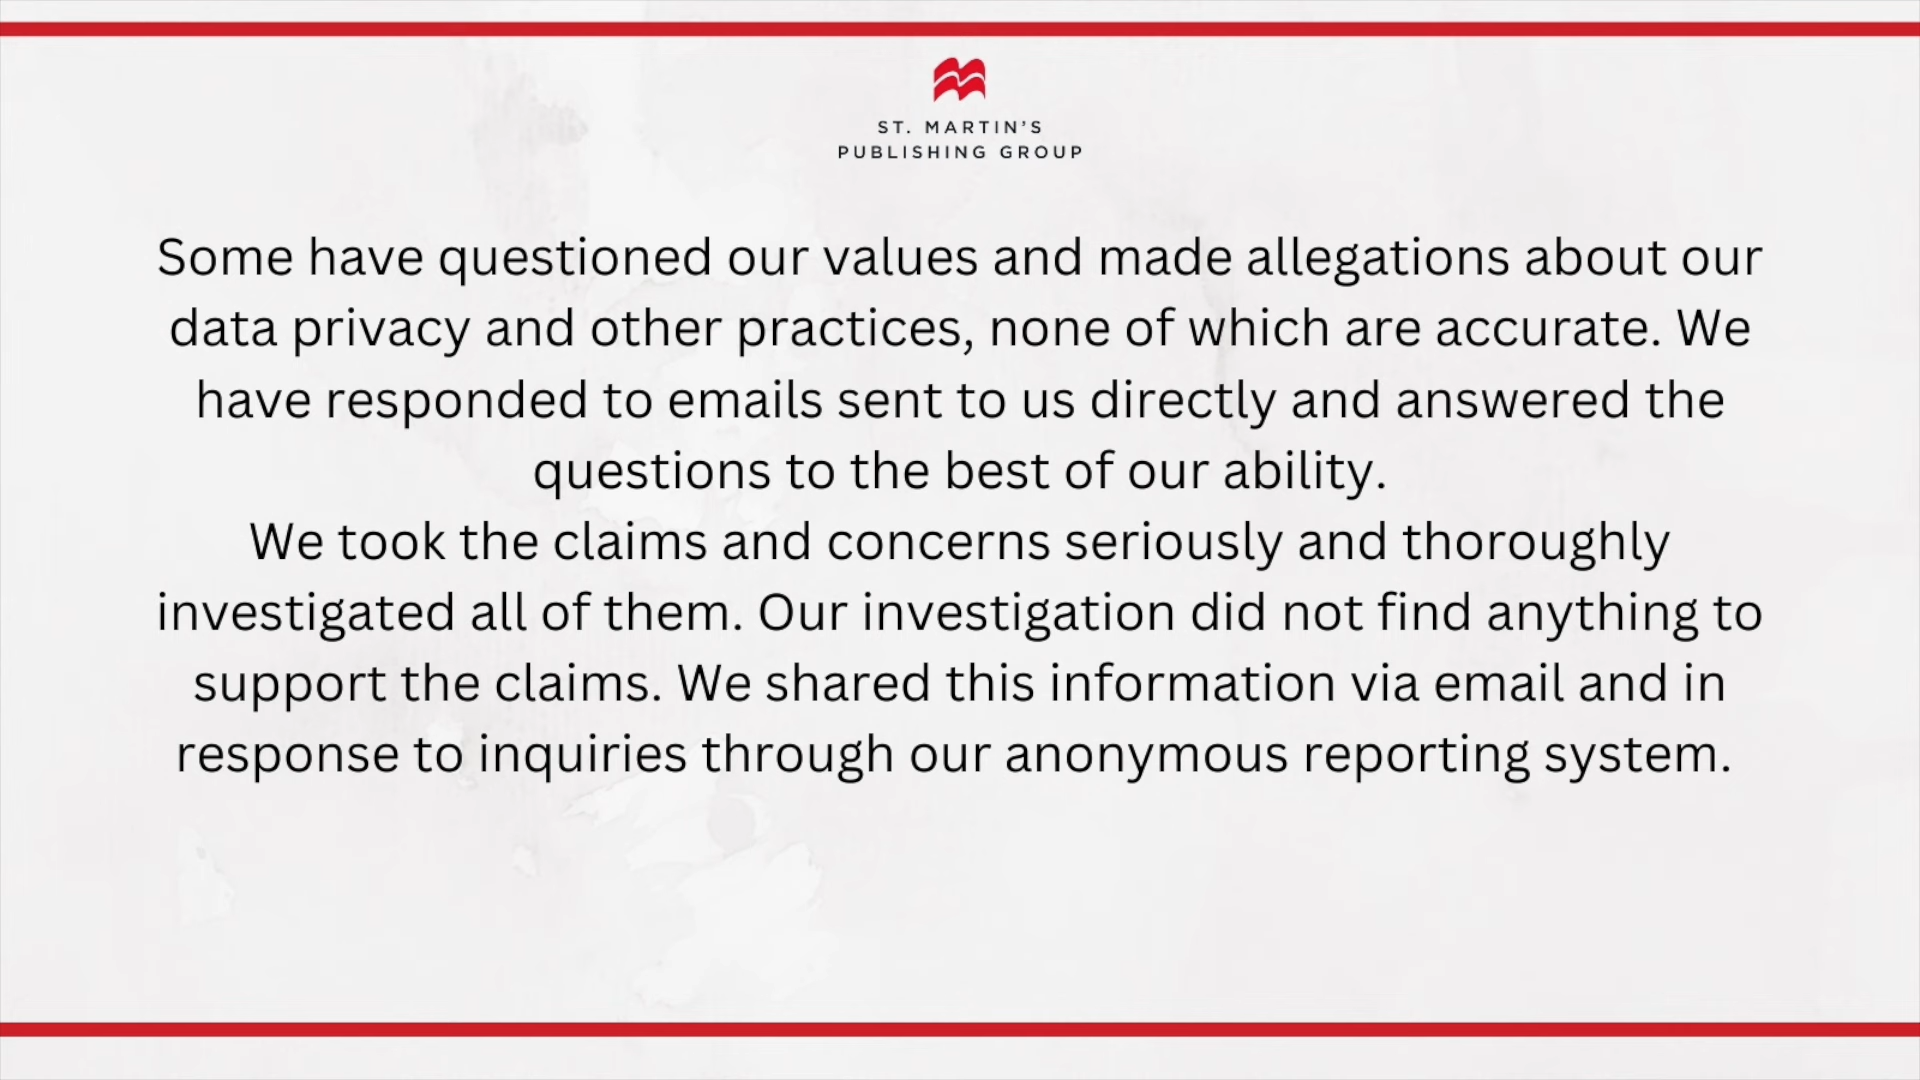 ST. MARTIN'S
PUBLISHING GROUP
Some have questioned our values and made allegations about our
data privacy and other practices, none of which are accurate. We
have responded to emails sent to us directly and answered the
questions to the best of our ability.
We took the claims and concerns seriously and thoroughly
investigated all of them. Our investigation did not find anything to
support the claims. We shared this information via email and in
response to inquiries through our anonymous reporting system.